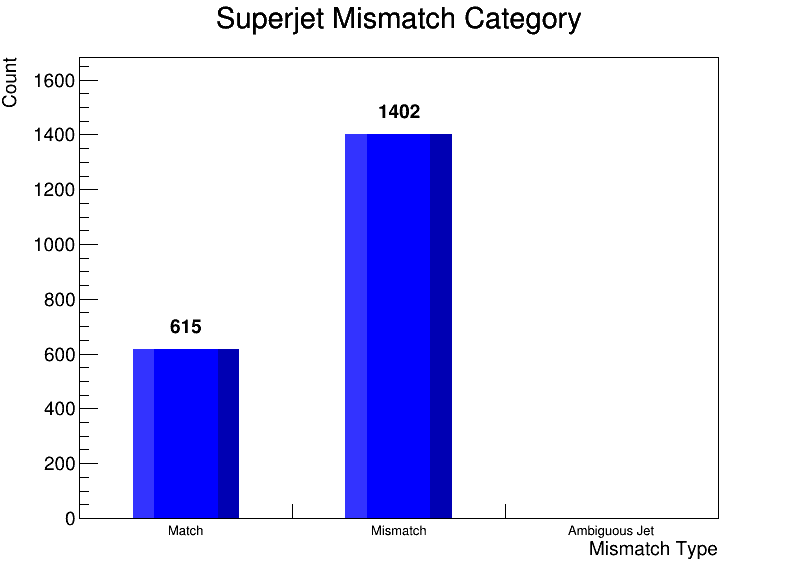 Superjet Mismatch Category
Count
1600
1400
1200
1000
800
600
400
200
0
615
1402
Match
Mismatch
Ambiguous Jet
Mismatch Type